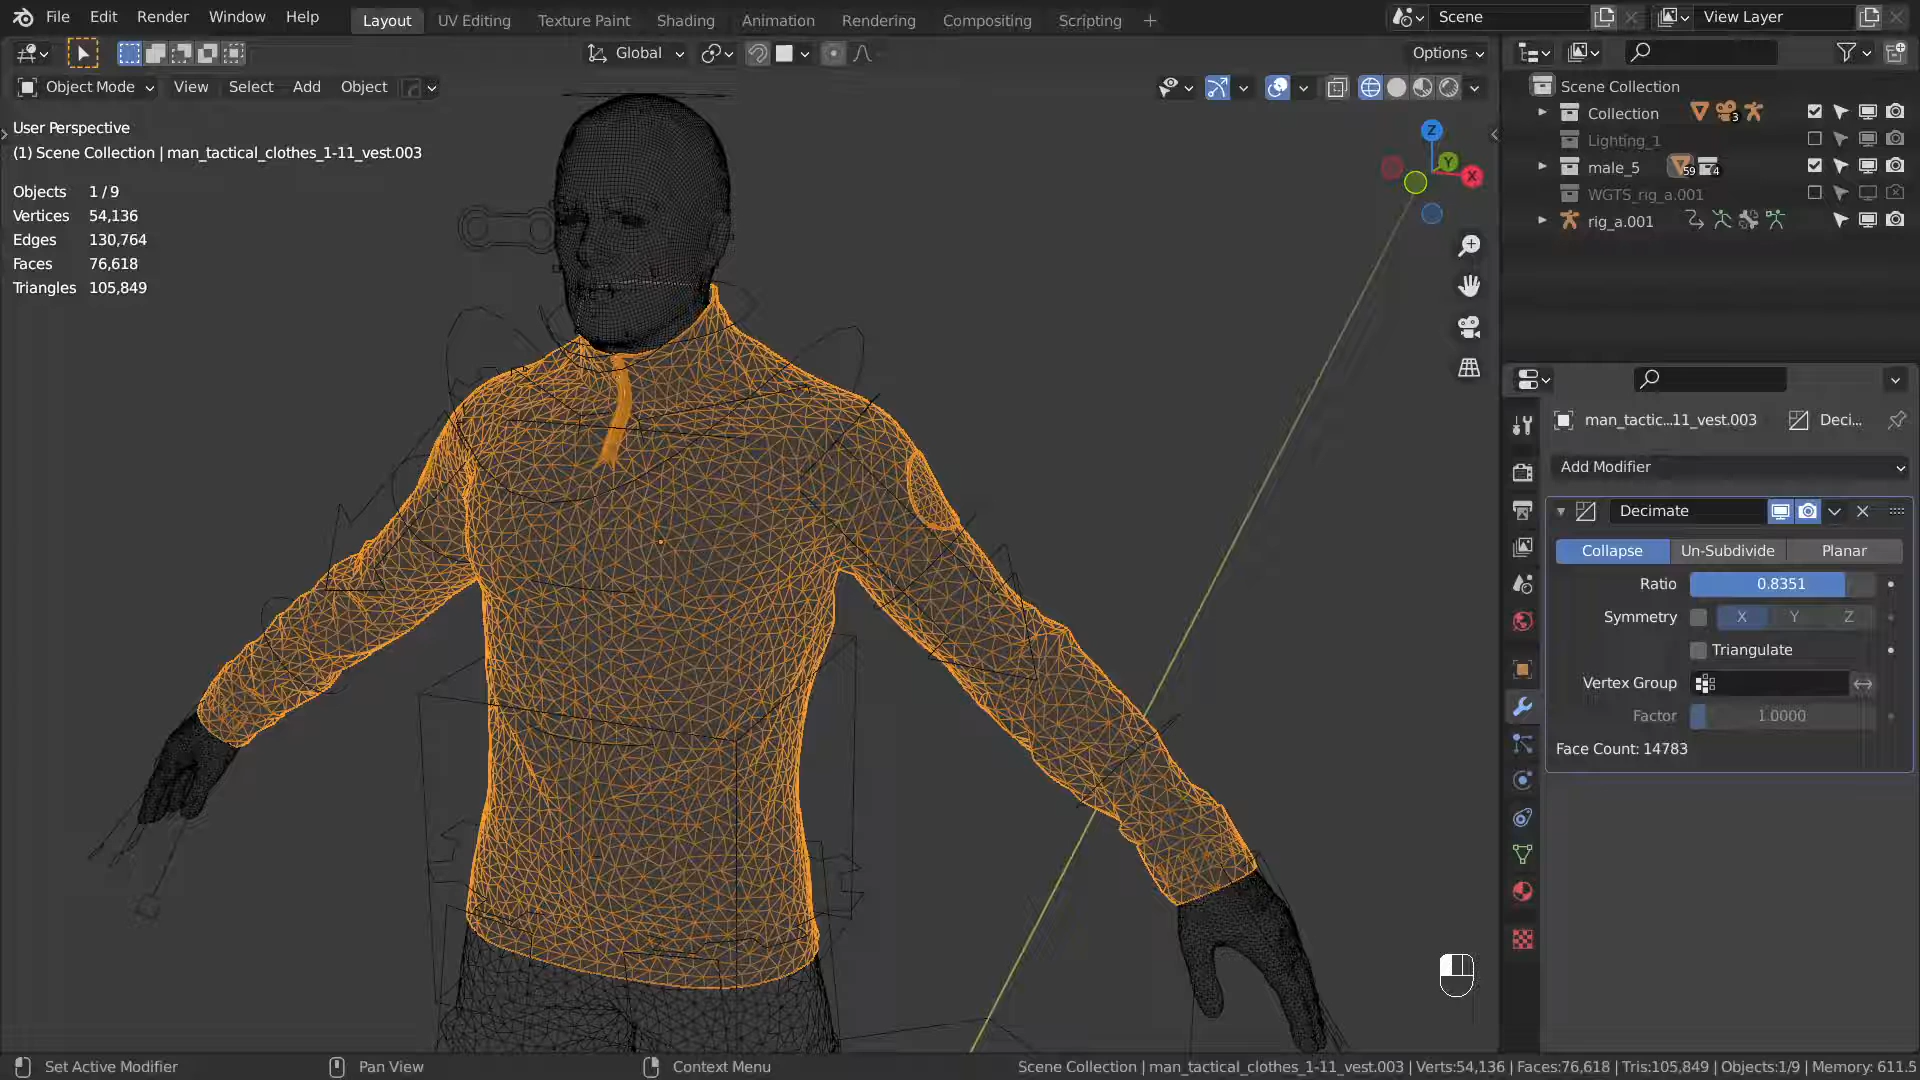 File Edit Render Window Help Layout UV Editing Texture Paint Shading Animation Rendering Compositing Scripting + Scene View Layer
Global Options
Object Mode View Select Add Object
Scene Collection
Collection 3
Lighting_1
male_5 59 4
WGTS_rig_a.001
rig_a.001
User Perspective
(1) Scene Collection | man_tactical_clothes_1-11_vest.003
Objects 1 / 9
Vertices 54,136
Edges 130,764
Faces 76,618
Triangles 105,849
Z
Y
X
man_tactic...11_vest.003 Deci...
Add Modifier
Decimate
Collapse Un-Subdivide Planar
Ratio 0.8351
Symmetry X Y Z
Triangulate
Vertex Group
Factor 1.0000
Face Count: 14783
Set Active Modifier Pan View Context Menu Scene Collection | man_tactical_clothes_1-11_vest.003 | Verts:54,136 | Faces:76,618 | Tris:105,849 | Objects:1/9 | Memory: 611.5